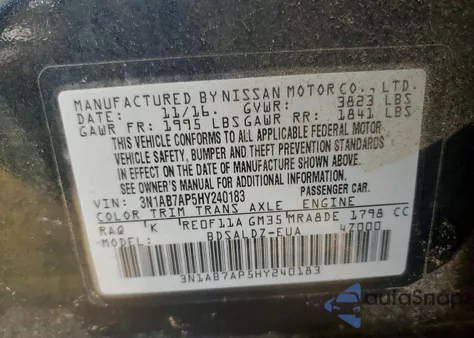 MANUFACTURED BY NISSAN MOTOR CO., LTD.
DATE: 11/16. GVWR: 3823 LBS
GAWR FR: 1995 LBS GAWR RR: 1841 LBS
THIS VEHICLE CONFORMS TO ALL APPLICABLE FEDERAL MOTOR
VEHICLE SAFETY, BUMPER AND THEFT PREVENTION STANDARDS
IN EFFECT ON THE DATE OF MANUFACTURE SHOWN ABOVE.
SEE OWNER'S MANUAL FOR ADDITIONAL INFORMATION.
VIN: 3N1AB7AP5HY240183 PASSENGER CAR.
COLOR TRIM TRANS AXLE ENGINE
RAQ K RE0F11A GM35 MRA8DE 1798 CC
MODEL: BDSALDZ-EUA 47000
3N1AB7AP5HY240183
autoSnap